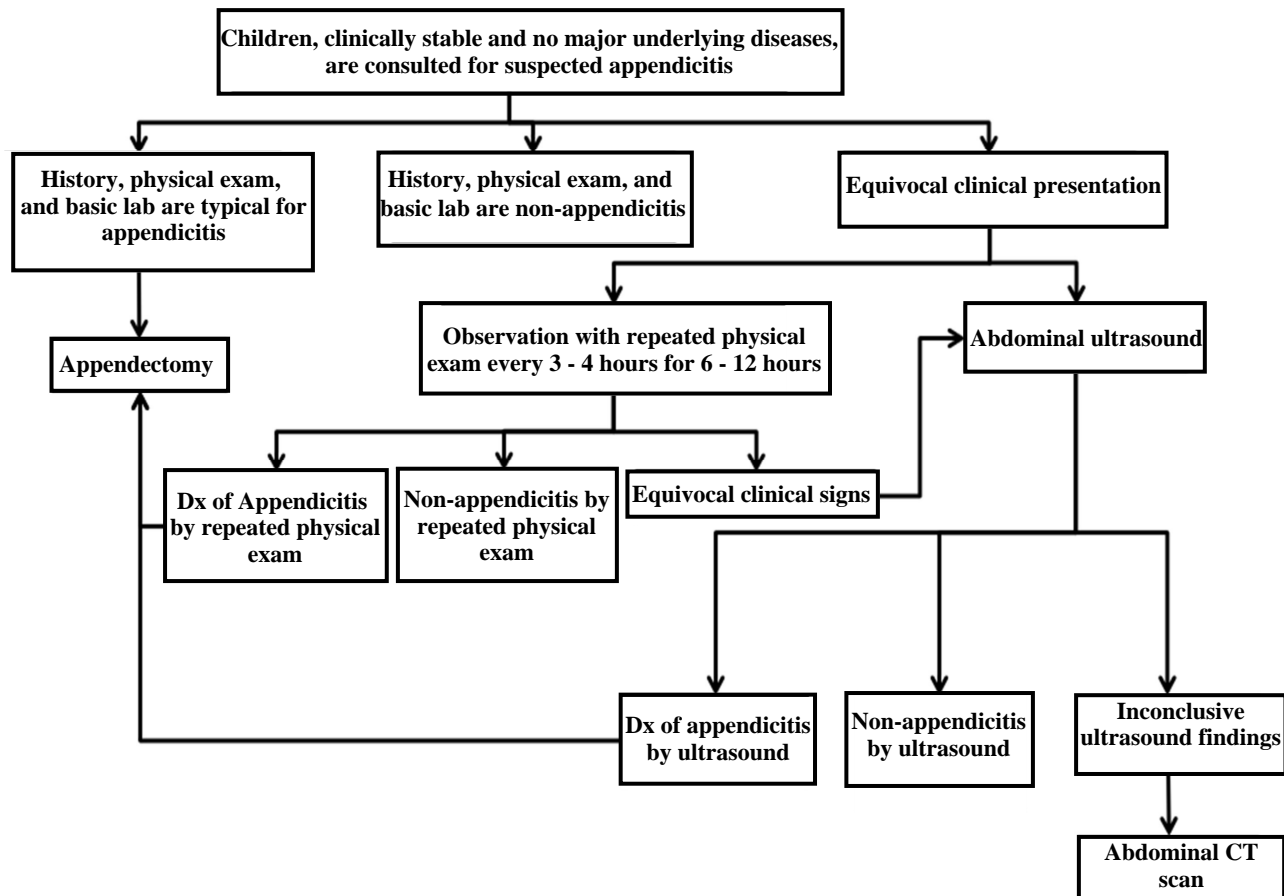 Children, clinically stable and no major underlying diseases,
are consulted for suspected appendicitis
History, physical exam,
and basic lab are typical for
appendicitis
History, physical exam, and
basic lab are non-appendicitis
Equivocal clinical presentation
Appendectomy
Observation with repeated physical
exam every 3 - 4 hours for 6 - 12 hours
Abdominal ultrasound
Dx of Appendicitis
by repeated physical
exam
Non-appendicitis by
repeated physical
exam
Equivocal clinical signs
Dx of appendicitis
by ultrasound
Non-appendicitis
by ultrasound
Inconclusive
ultrasound findings
Abdominal CT
scan